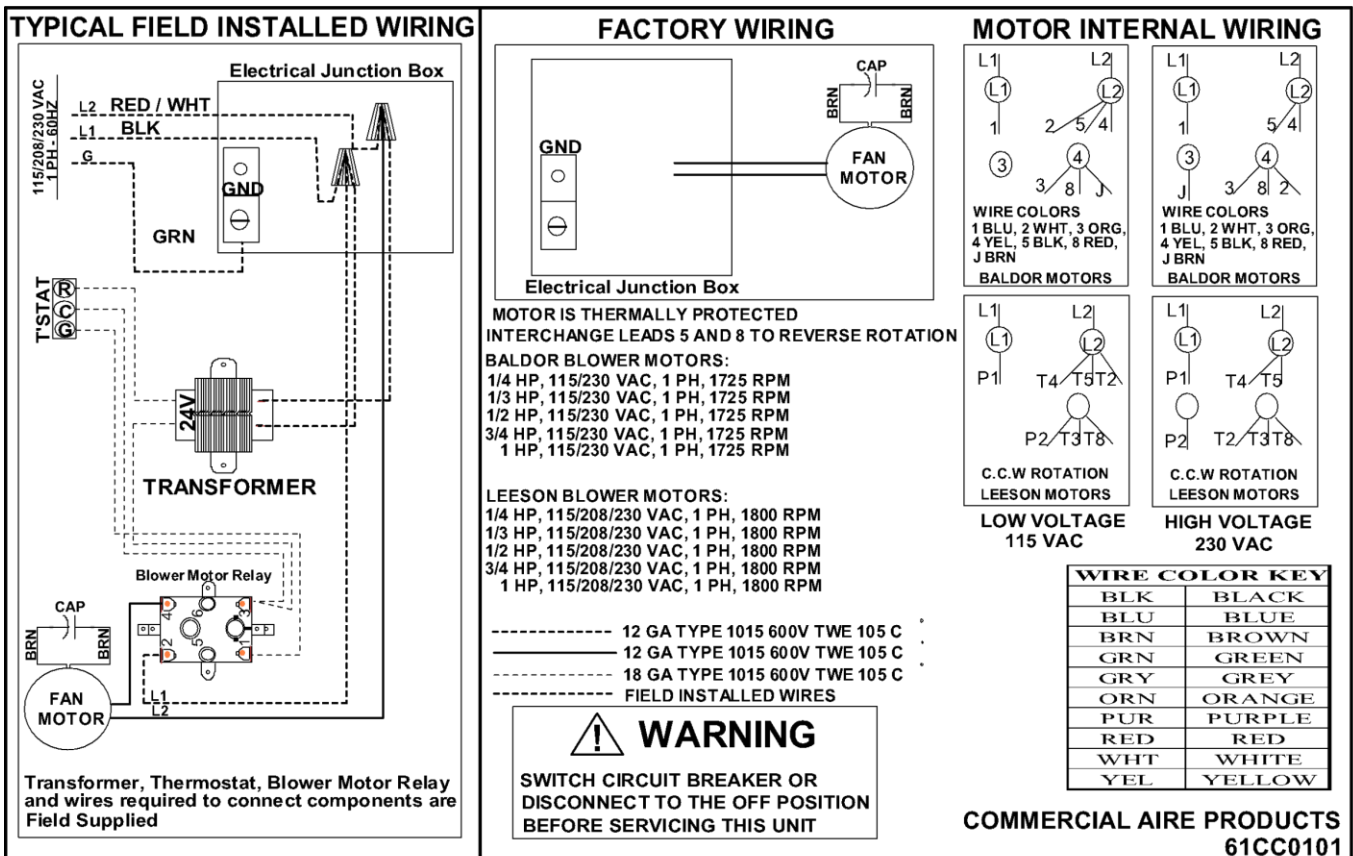 TYPICAL FIELD INSTALLED WIRING
Electrical Junction Box
115/208/230 VAC
1 PH - 60HZ
L2 RED / WHT
L1 BLK
G
GND
GRN
T'STAT
R
C
G
24V
TRANSFORMER
Blower Motor Relay
4
6
3
5
2
1
CAP
BRN
BRN
FAN
MOTOR
L1
L2
Transformer, Thermostat, Blower Motor Relay
and wires required to connect components are
Field Supplied
FACTORY WIRING
CAP
BRN
BRN
FAN
MOTOR
GND
Electrical Junction Box
MOTOR IS THERMALLY PROTECTED
INTERCHANGE LEADS 5 AND 8 TO REVERSE ROTATION
BALDOR BLOWER MOTORS:
1/4 HP, 115/230 VAC, 1 PH, 1725 RPM
1/3 HP, 115/230 VAC, 1 PH, 1725 RPM
1/2 HP, 115/230 VAC, 1 PH, 1725 RPM
3/4 HP, 115/230 VAC, 1 PH, 1725 RPM
1 HP, 115/230 VAC, 1 PH, 1725 RPM
LEESON BLOWER MOTORS:
1/4 HP, 115/208/230 VAC, 1 PH, 1800 RPM
1/3 HP, 115/208/230 VAC, 1 PH, 1800 RPM
1/2 HP, 115/208/230 VAC, 1 PH, 1800 RPM
3/4 HP, 115/208/230 VAC, 1 PH, 1800 RPM
1 HP, 115/208/230 VAC, 1 PH, 1800 RPM
12 GA TYPE 1015 600V TWE 105 C °
12 GA TYPE 1015 600V TWE 105 C
18 GA TYPE 1015 600V TWE 105 C
FIELD INSTALLED WIRES
WARNING
SWITCH CIRCUIT BREAKER OR
DISCONNECT TO THE OFF POSITION
BEFORE SERVICING THIS UNIT
MOTOR INTERNAL WIRING
L1 L2
L1 L2
1 2 5 4
3 4
3 8 J
WIRE COLORS
1 BLU, 2 WHT, 3 ORG,
4 YEL, 5 BLK, 8 RED,
J BRN
BALDOR MOTORS
L1 L2
L1 L2
1 5 4
3 4
J 3 8 2
WIRE COLORS
1 BLU, 2 WHT, 3 ORG,
4 YEL, 5 BLK, 8 RED,
J BRN
BALDOR MOTORS
L1 L2
L1 L2
P1 T4 T5 T2
P2 T3 T8
C.C.W ROTATION
LEESON MOTORS
LOW VOLTAGE
115 VAC
L1 L2
L1 L2
P1 T4 T5
P2 T2 T3 T8
C.C.W ROTATION
LEESON MOTORS
HIGH VOLTAGE
230 VAC
WIRE COLOR KEY
BLK BLACK
BLU BLUE
BRN BROWN
GRN GREEN
GRY GREY
ORN ORANGE
PUR PURPLE
RED RED
WHT WHITE
YEL YELLOW
COMMERCIAL AIRE PRODUCTS
61CC0101